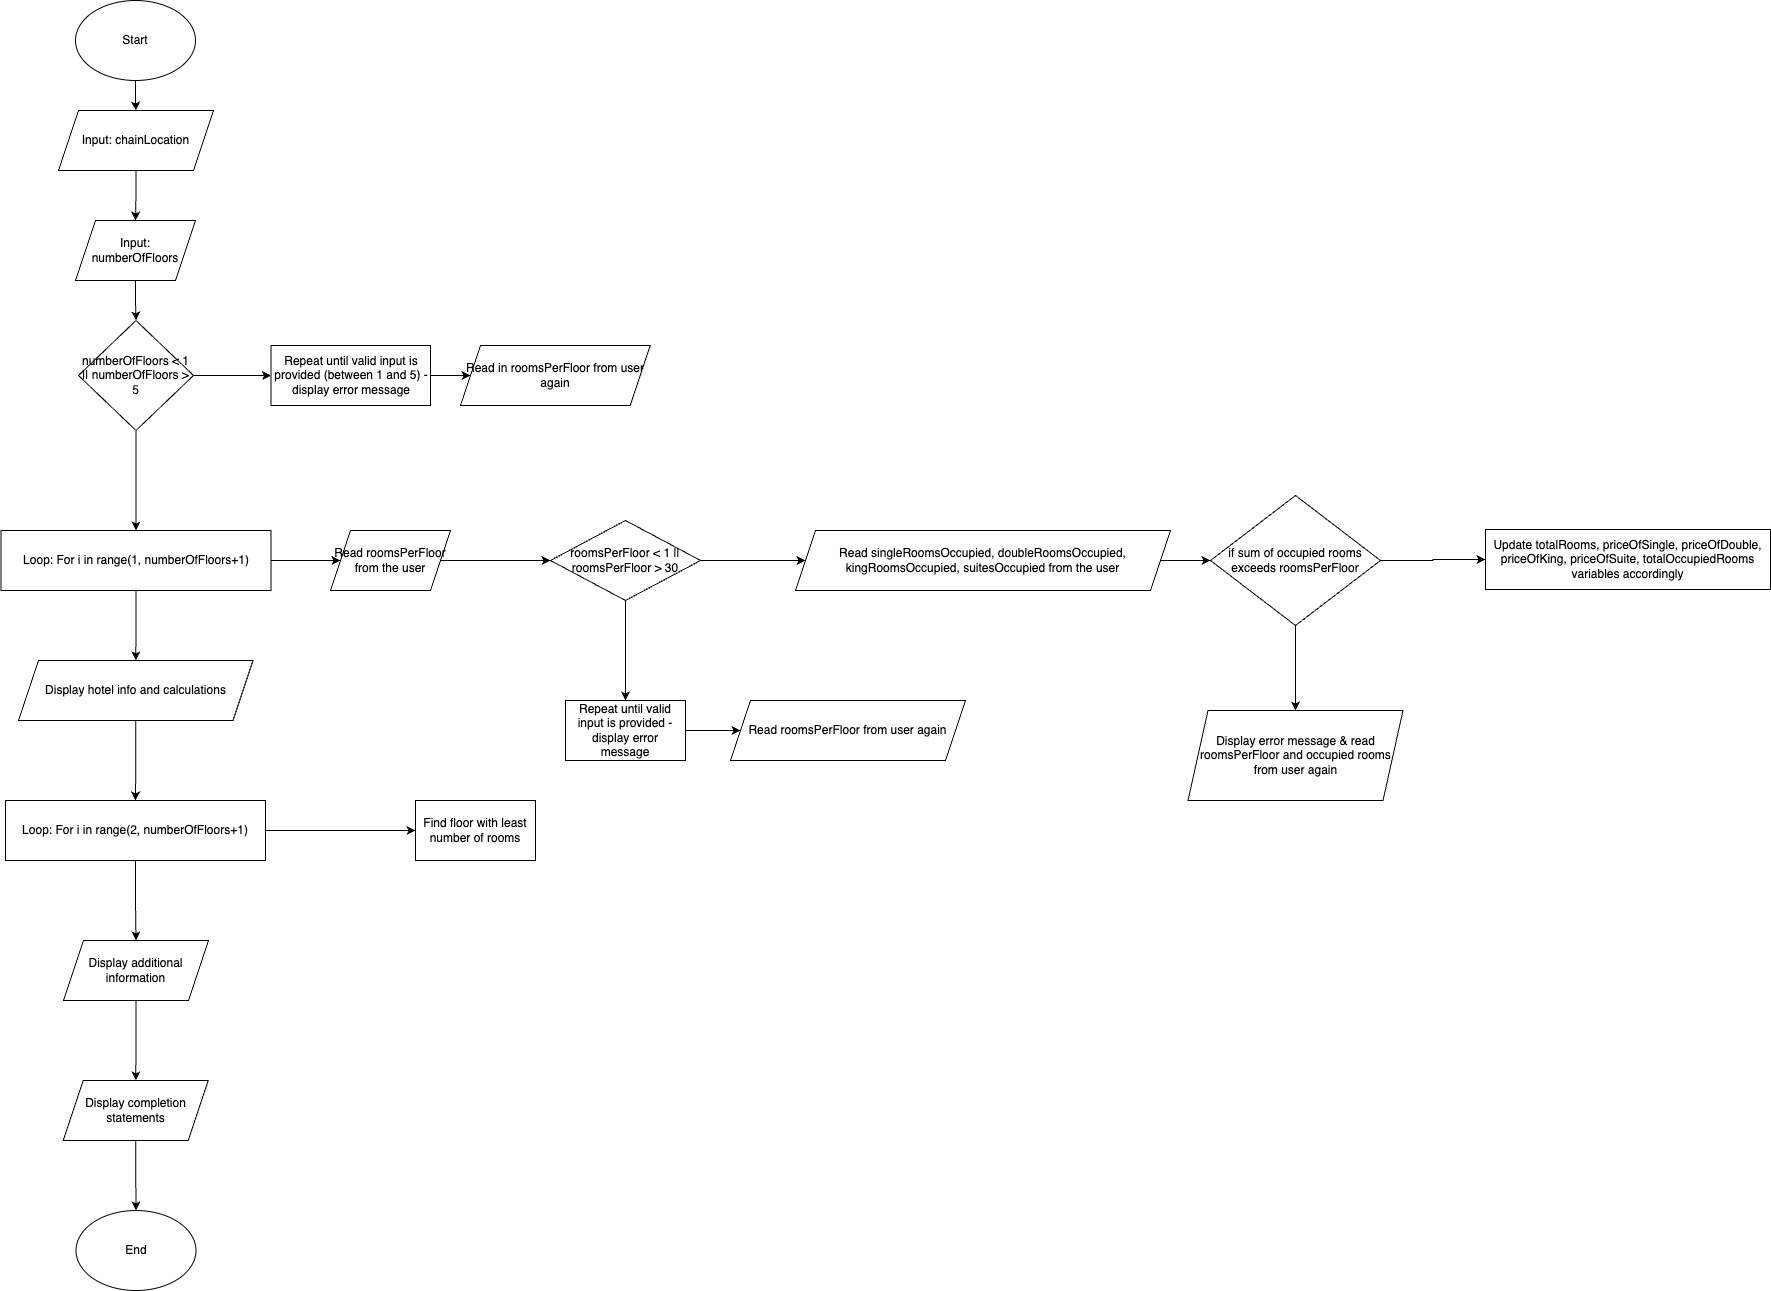 Start
Input: chainLocation
Input:
numberOfFloors
numberOfFloors < 1
|| numberOfFloors >
5
Repeat until valid input is
provided (between 1 and 5) -
display error message
Read in roomsPerFloor from user
again
Loop: For i in range(1, numberOfFloors+1)
Read roomsPerFloor
from the user
roomsPerFloor < 1 ||
roomsPerFloor > 30
Read singleRoomsOccupied, doubleRoomsOccupied,
kingRoomsOccupied, suitesOccupied from the user
if sum of occupied rooms
exceeds roomsPerFloor
Update totalRooms, priceOfSingle, priceOfDouble,
priceOfKing, priceOfSuite, totalOccupiedRooms
variables accordingly
Display hotel info and calculations
Repeat until valid
input is provided -
display error
message
Read roomsPerFloor from user again
Display error message & read
roomsPerFloor and occupied rooms
from user again
Loop: For i in range(2, numberOfFloors+1)
Find floor with least
number of rooms
Display additional
information
Display completion
statements
End